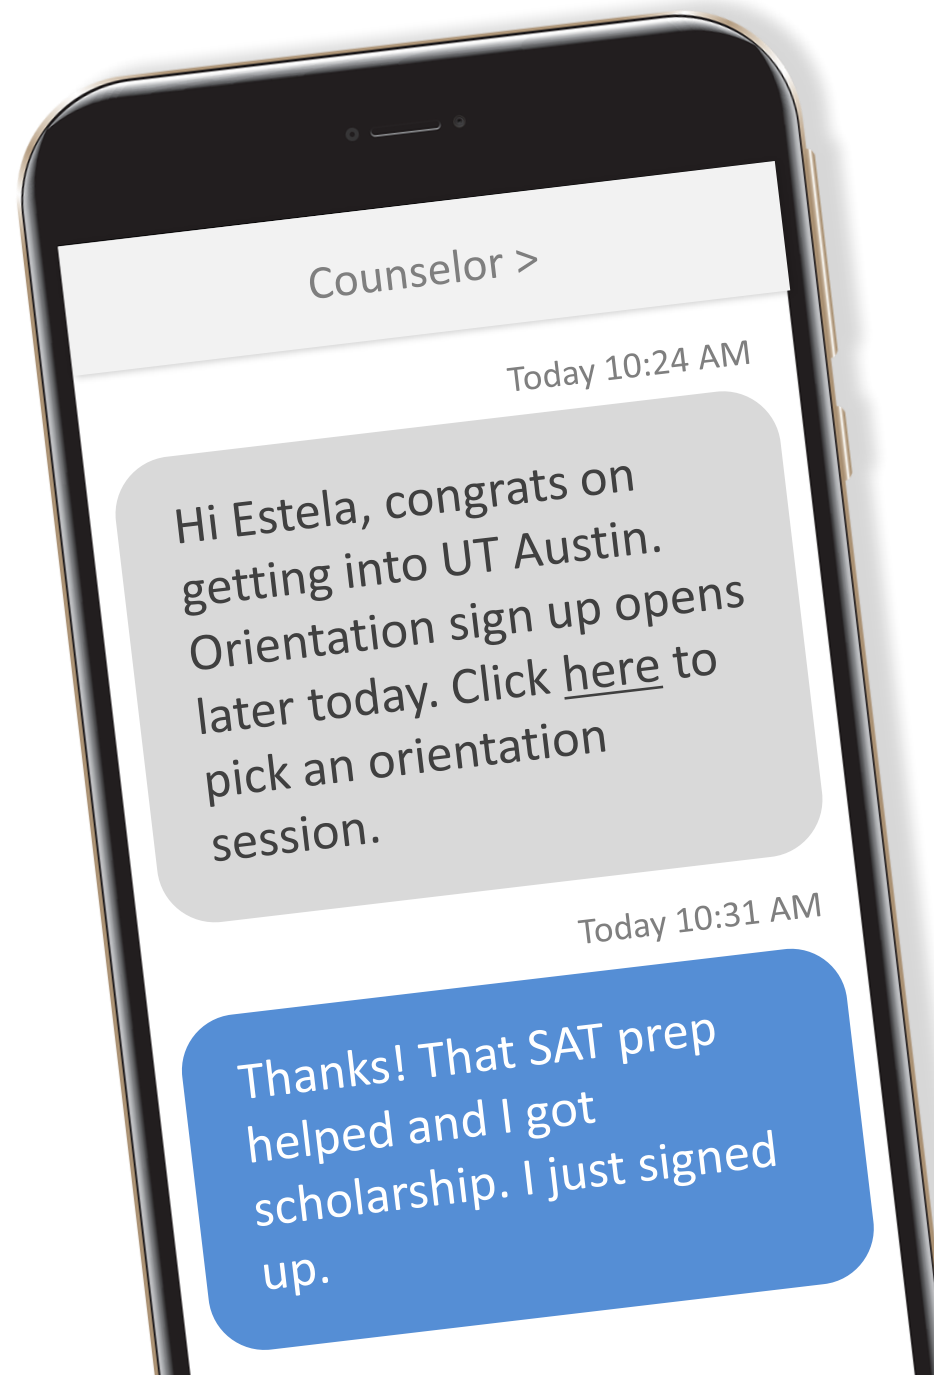 Counselor >
Today 10:24 AM
Hi Estela, congrats on
getting into UT Austin.
Orientation sign up opens
later today. Click here to
pick an orientation
session.
Today 10:31 AM
Thanks! That SAT prep
helped and I got
scholarship. I just signed
up.